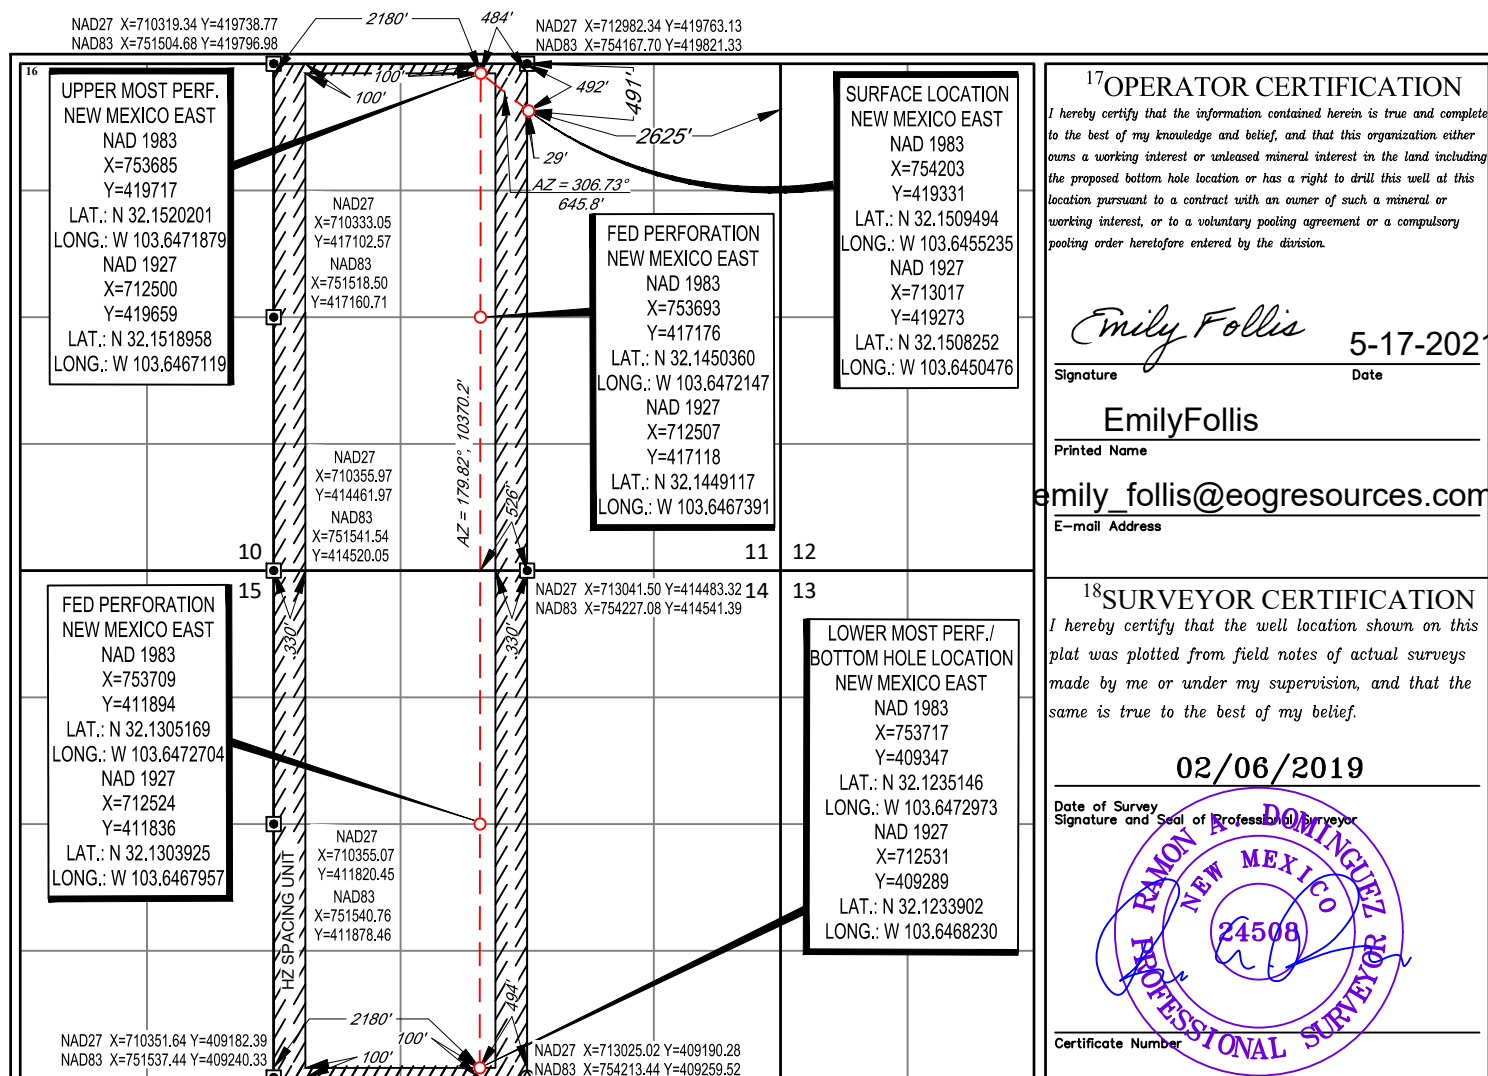 NAD27 X=710319.34 Y=419738.77
NAD83 X=751504.68 Y=419796.98
2180'
484'
NAD27 X=712982.34 Y=419763.13
NAD83 X=754167.70 Y=419821.33
16
UPPER MOST PERF.
NEW MEXICO EAST
NAD 1983
X=753685
Y=419717
LAT.: N 32.1520201
LONG.: W 103.6471879
NAD 1927
X=712500
Y=419659
LAT.: N 32.1518958
LONG.: W 103.6467119
100'
100'
492'
491'
2625'
29'
AZ = 306.73°
645.8'
SURFACE LOCATION
NEW MEXICO EAST
NAD 1983
X=754203
Y=419331
LAT.: N 32.1509494
LONG.: W 103.6455235
NAD 1927
X=713017
Y=419273
LAT.: N 32.1508252
LONG.: W 103.6450476
NAD27
X=710333.05
Y=417102.57
NAD83
X=751518.50
Y=417160.71
FED PERFORATION
NEW MEXICO EAST
NAD 1983
X=753693
Y=417176
LAT.: N 32.1450360
LONG.: W 103.6472147
NAD 1927
X=712507
Y=417118
LAT.: N 32.1449117
LONG.: W 103.6467391
NAD27
X=710355.97
Y=414461.97
NAD83
X=751541.54
Y=414520.05
AZ = 179.82°, 10370.2'
526'
10
11
12
15
14
13
NAD27 X=713041.50 Y=414483.32
NAD83 X=754227.08 Y=414541.39
330'
330'
FED PERFORATION
NEW MEXICO EAST
NAD 1983
X=753709
Y=411894
LAT.: N 32.1305169
LONG.: W 103.6472704
NAD 1927
X=712524
Y=411836
LAT.: N 32.1303925
LONG.: W 103.6467957
LOWER MOST PERF./
BOTTOM HOLE LOCATION
NEW MEXICO EAST
NAD 1983
X=753717
Y=409347
LAT.: N 32.1235146
LONG.: W 103.6472973
NAD 1927
X=712531
Y=409289
LAT.: N 32.1233902
LONG.: W 103.6468230
NAD27
X=710355.07
Y=411820.45
NAD83
X=751540.76
Y=411878.46
HZ SPACING UNIT
494'
2180'
100'
100'
NAD27 X=710351.64 Y=409182.39
NAD83 X=751537.44 Y=409240.33
NAD27 X=713025.02 Y=409190.28
NAD83 X=754213.44 Y=409259.52
17OPERATOR CERTIFICATION
I hereby certify that the information contained herein is true and complete
to the best of my knowledge and belief, and that this organization either
owns a working interest or unleased mineral interest in the land including
the proposed bottom hole location or has a right to drill this well at this
location pursuant to a contract with an owner of such a mineral or
working interest, or to a voluntary pooling agreement or a compulsory
pooling order heretofore entered by the division.
Emily Follis
5-17-2021
Signature
Date
EmilyFollis
Printed Name
emily_follis@eogresources.com
E-mail Address
18SURVEYOR CERTIFICATION
I hereby certify that the well location shown on this
plat was plotted from field notes of actual surveys
made by me or under my supervision, and that the
same is true to the best of my belief.
02/06/2019
Date of Survey
Signature and Seal of Professional Surveyor
RAMON A. DOMINGUEZ
NEW MEXICO
24508
PROFESSIONAL SURVEYOR
Certificate Number